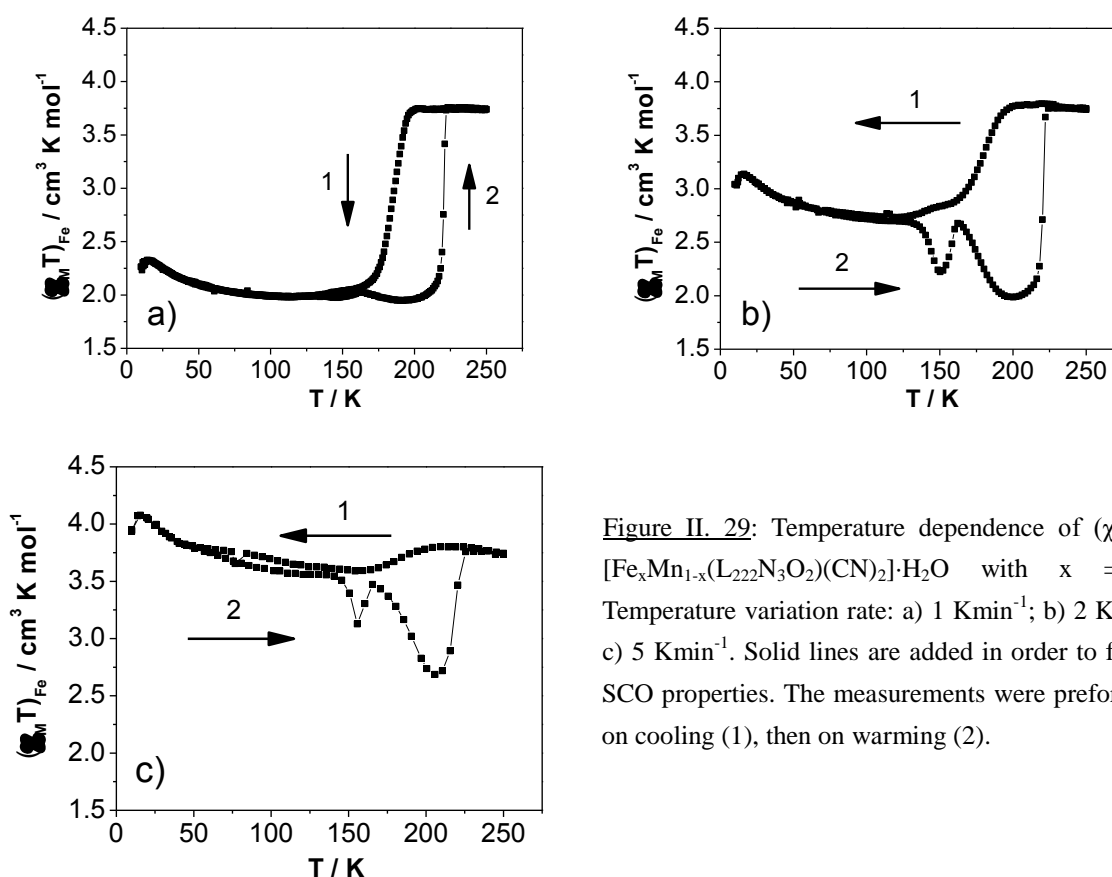 4.5
4.0
3.5
3.0
2.5
2.0
1.5
0 50 100 150 200 250
T / K
(MT)Fe / cm3 K mol-1
1
2
a)
4.5
4.0
3.5
3.0
2.5
2.0
1.5
0 50 100 150 200 250
T / K
(MT)Fe / cm3 K mol-1
1
2
b)
4.5
4.0
3.5
3.0
2.5
2.0
1.5
0 50 100 150 200 250
T / K
(MT)Fe / cm3 K mol-1
1
2
c)
Figure II. 29: Temperature dependence of (χ
[FexMn1-x(L222N3O2)(CN)2]·H2O with x =
Temperature variation rate: a) 1 Kmin-1; b) 2 K
c) 5 Kmin-1. Solid lines are added in order to f
SCO properties. The measurements were prefor
on cooling (1), then on warming (2).